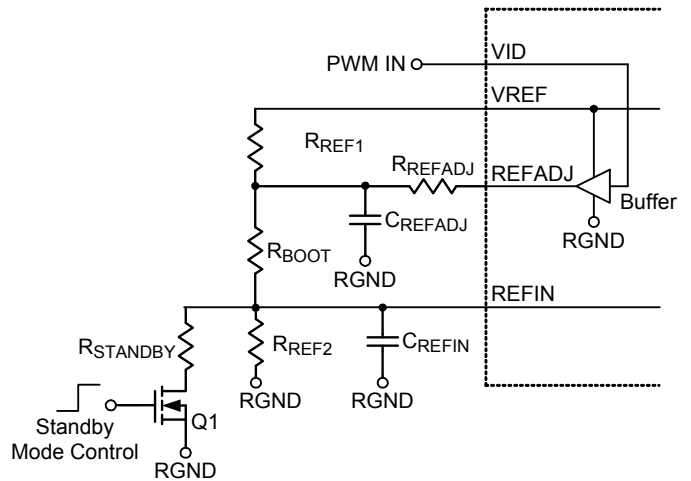 PWM IN
VID
VREF
RREF1
RREFADJ
REFADJ
Buffer
CREFADJ
RGND
RGND
RBOOT
REFIN
RSTANDBY
RREF2
CREFIN
RGND
RGND
Q1
Standby
Mode Control
RGND